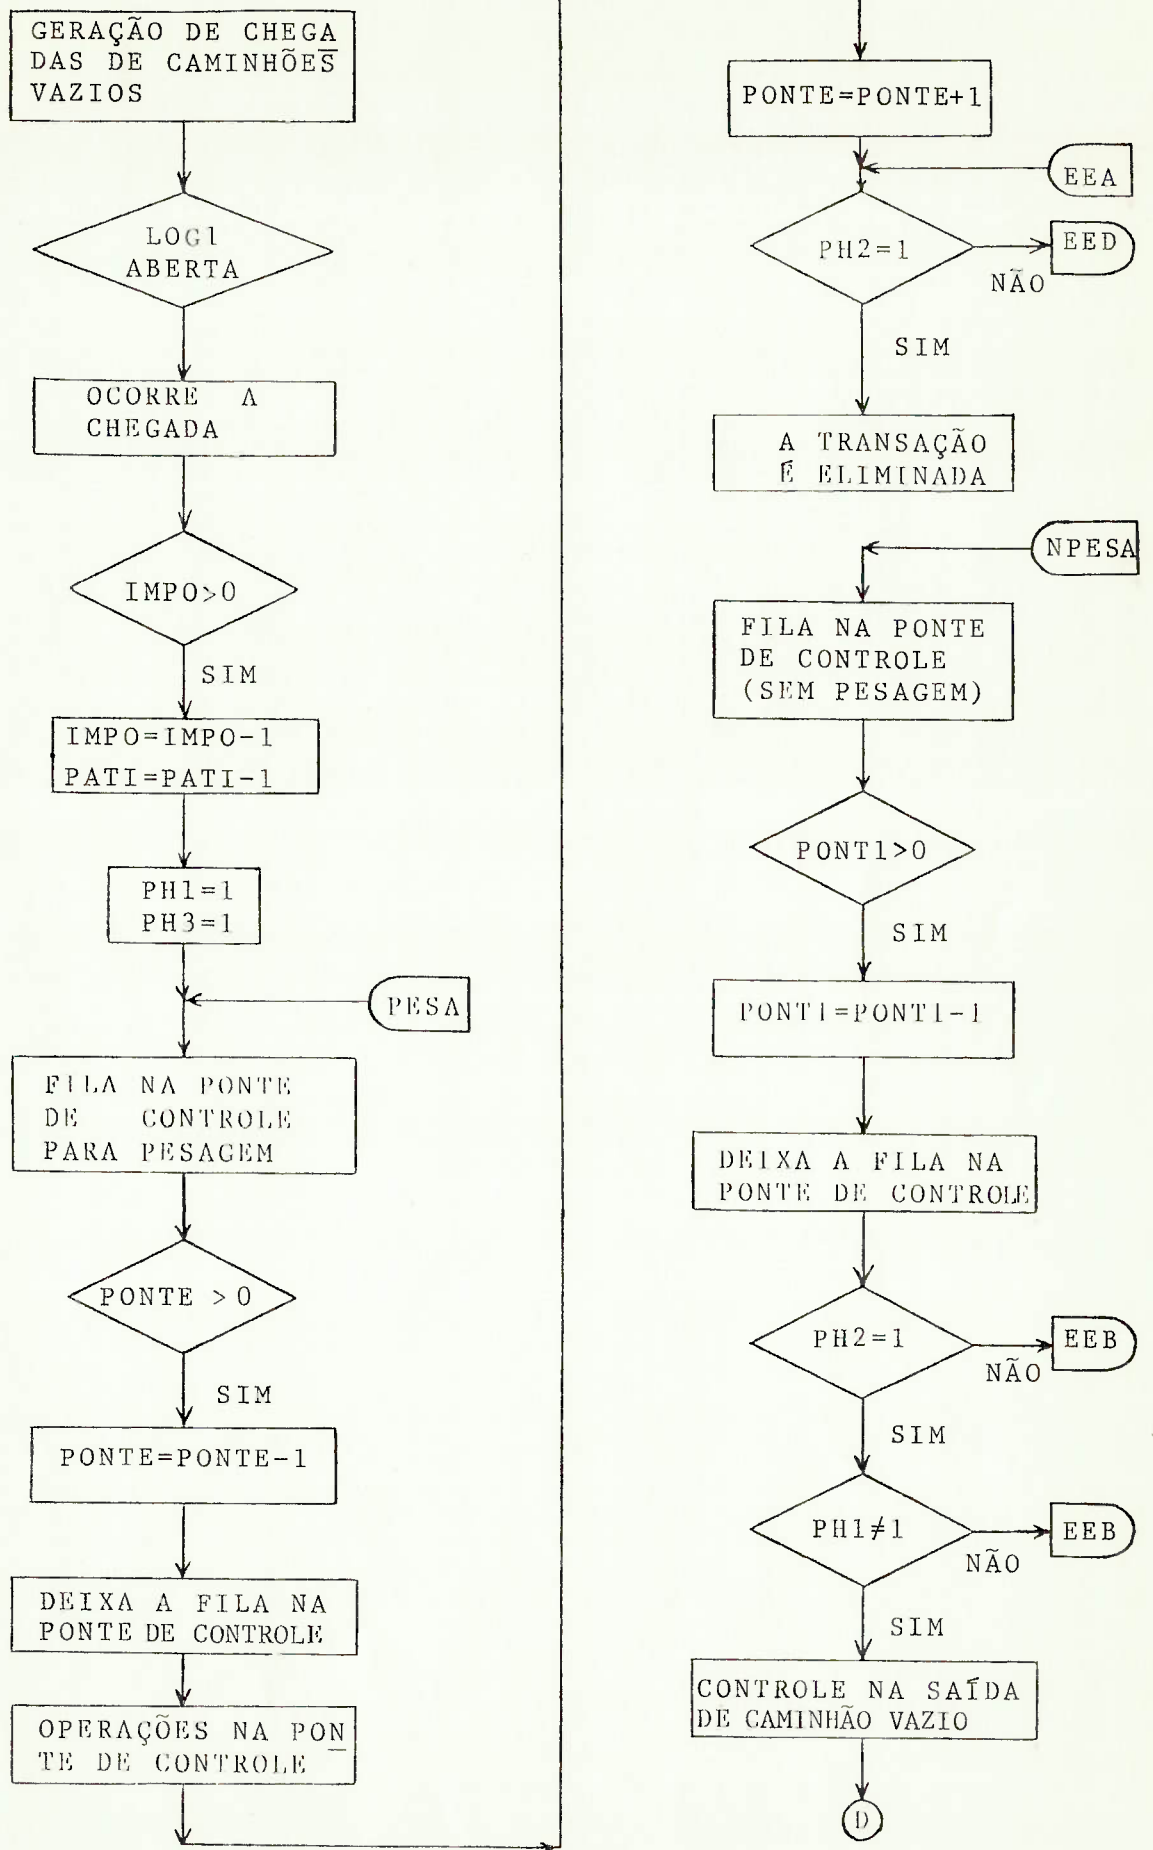 GERAÇÃO DE CHEGA
DAS DE CAMINHÕES
VAZIOS
LOG1
ABERTA
OCORRE A
CHEGADA
IMPO>0
SIM
IMPO=IMPO-1
PATI=PATI-1
PH1=1
PH3=1
PESA
FILA NA PONTE
DE CONTROLE
PARA PESAGEM
PONTE >0
SIM
PONTE=PONTE-1
DEIXA A FILA NA
PONTE DE CONTROLE
OPERAÇÕES NA PON
TE DE CONTROLE
PONTE=PONTE+1
EEA
PH2=1
EED
NÃO
SIM
A TRANSAÇÃO
É ELIMINADA
NPESA
FILA NA PONTE
DE CONTROLE
(SEM PESAGEM)
PONT1>0
SIM
PONT1=PONT1-1
DEIXA A FILA NA
PONTE DE CONTROLE
PH2=1
EEB
NÃO
SIM
PH1≠1
EEB
NÃO
SIM
CONTROLE NA SAÍDA
DE CAMINHÃO VAZIO
D